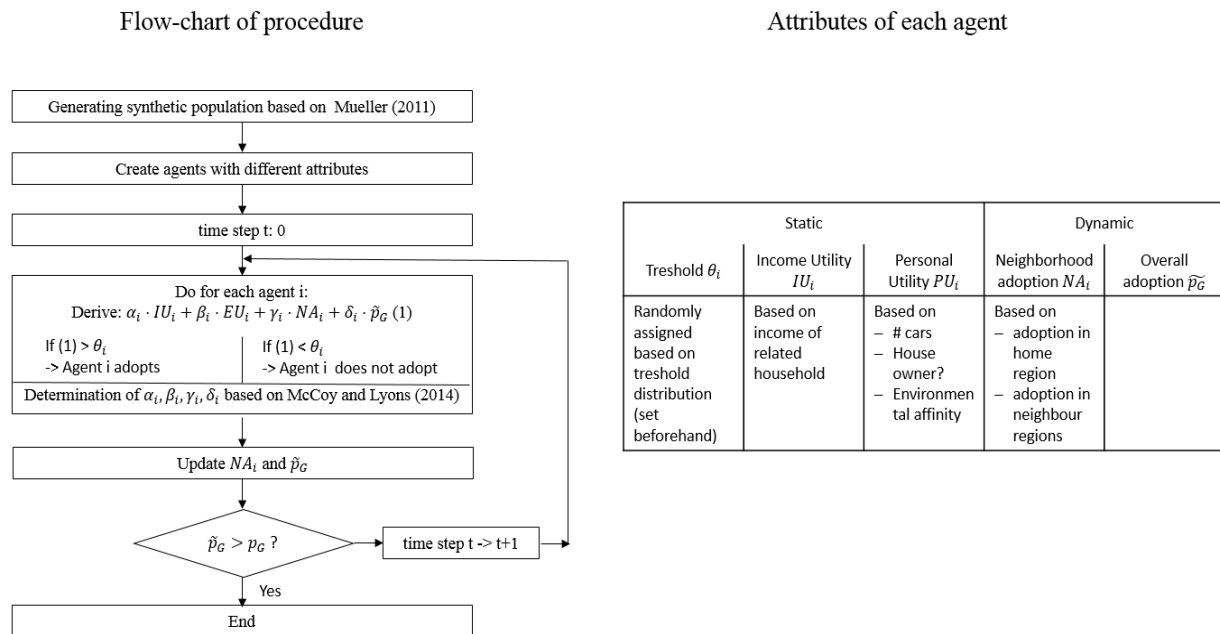 Flow-chart of procedure
Attributes of each agent
Generating synthetic population based on Mueller (2011)
Create agents with different attributes
time step t: 0
Do for each agent i:
Derive: αᵢ · IUᵢ + βᵢ · EUᵢ + γᵢ · NAᵢ + δᵢ · p̃_G (1)
If (1) > θᵢ
-> Agent i adopts
If (1) < θᵢ
-> Agent i does not adopt
Determination of αᵢ, βᵢ, γᵢ, δᵢ based on McCoy and Lyons (2014)
Update NAᵢ and p̃_G
p̃_G > p_G ?
time step t -> t+1
Yes
End
Static
Dynamic
Treshold θᵢ
Income Utility
IUᵢ
Personal
Utility PUᵢ
Neighborhood
adoption NAᵢ
Overall
adoption p̃_G
Randomly
assigned
based on
treshold
distribution
(set
beforehand)
Based on
income of
related
household
Based on
– # cars
– House
owner?
– Environmen
tal affinity
Based on
– adoption in
home
region
– adoption in
neighbour
regions